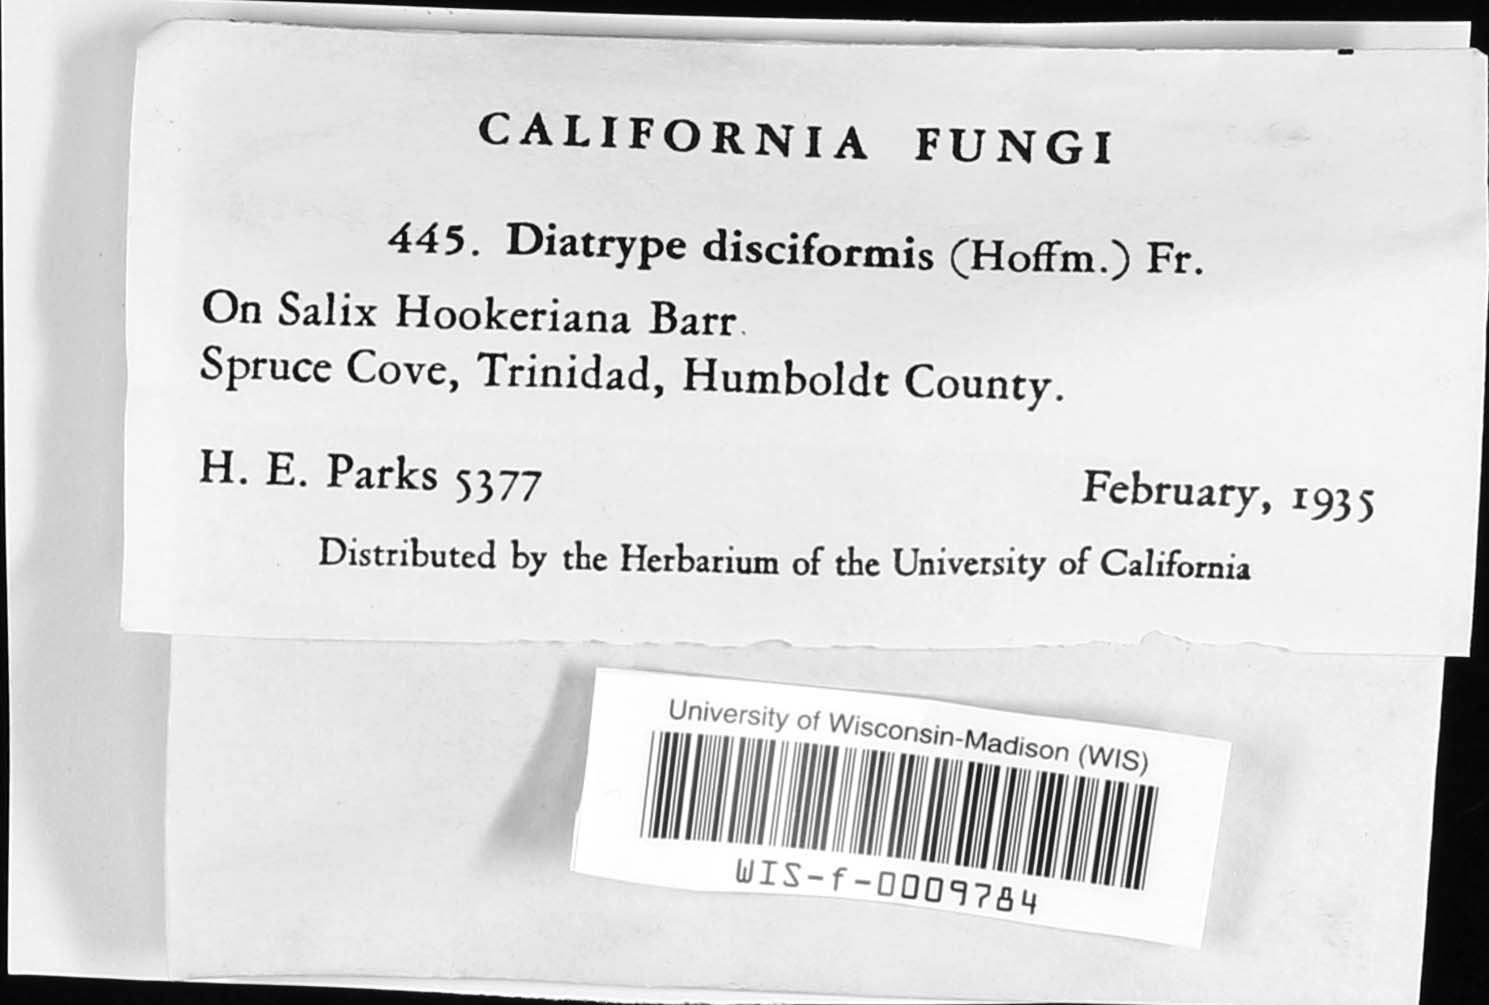 CALIFORNIA FUNGI
445. Diatrype disciformis (Hoffm.) Fr.
On Salix Hookeriana Barr.
Spruce Cove, Trinidad, Humboldt County.
H. E. Parks 5377 February, 1935
Distributed by the Herbarium of the University of California
University of Wisconsin-Madison (WIS)
WIS-f-0009784